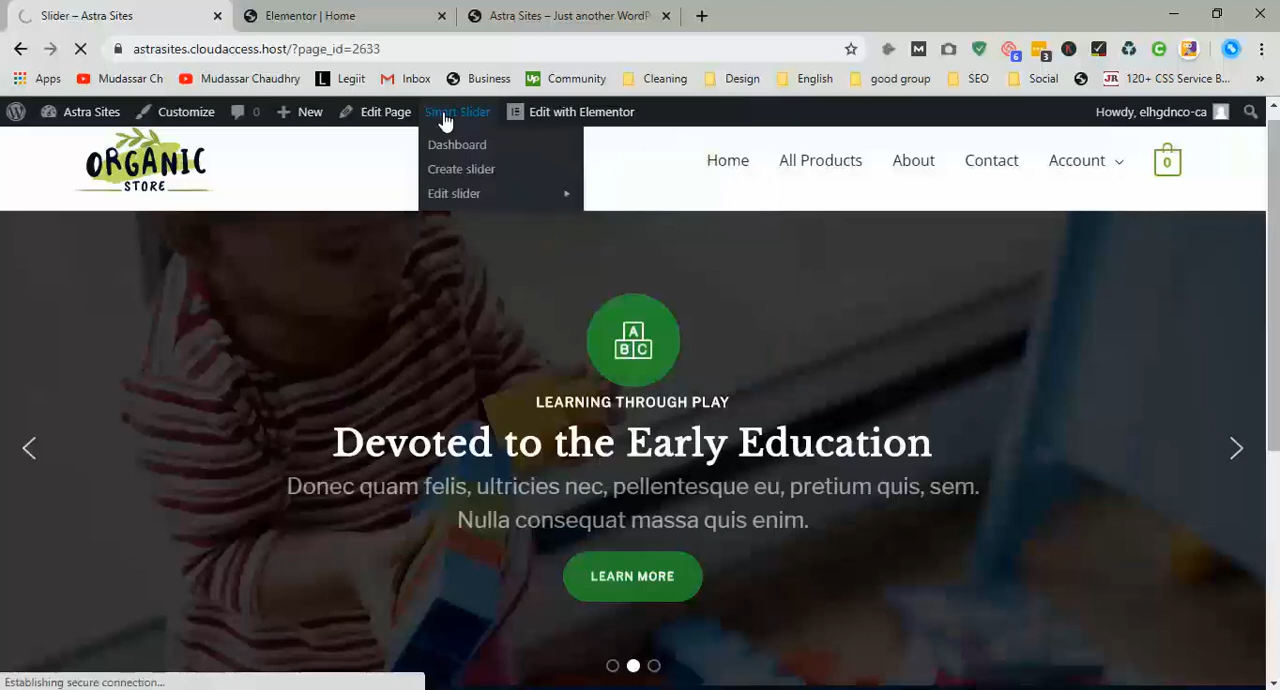 Slider – Astra Sites
Elementor | Home
Astra Sites – Just another WordP
astrasites.cloudaccess.host/?page_id=2633
6
3
Apps
Mudassar Ch
Mudassar Chaudhry
Legiit
Inbox
Business
Community
Cleaning
Design
English
good group
SEO
Social
120+ CSS Service B...
Astra Sites
Customize
0
New
Edit Page
Smart Slider
Edit with Elementor
Howdy, elhgdnco-ca
Dashboard
Create slider
Edit slider
ORGANIC
STORE
Home
All Products
About
Contact
Account
0
A
B C
LEARNING THROUGH PLAY
Devoted to the Early Education
Donec quam felis, ultricies nec, pellentesque eu, pretium quis, sem.
Nulla consequat massa quis enim.
LEARN MORE
Establishing secure connection...